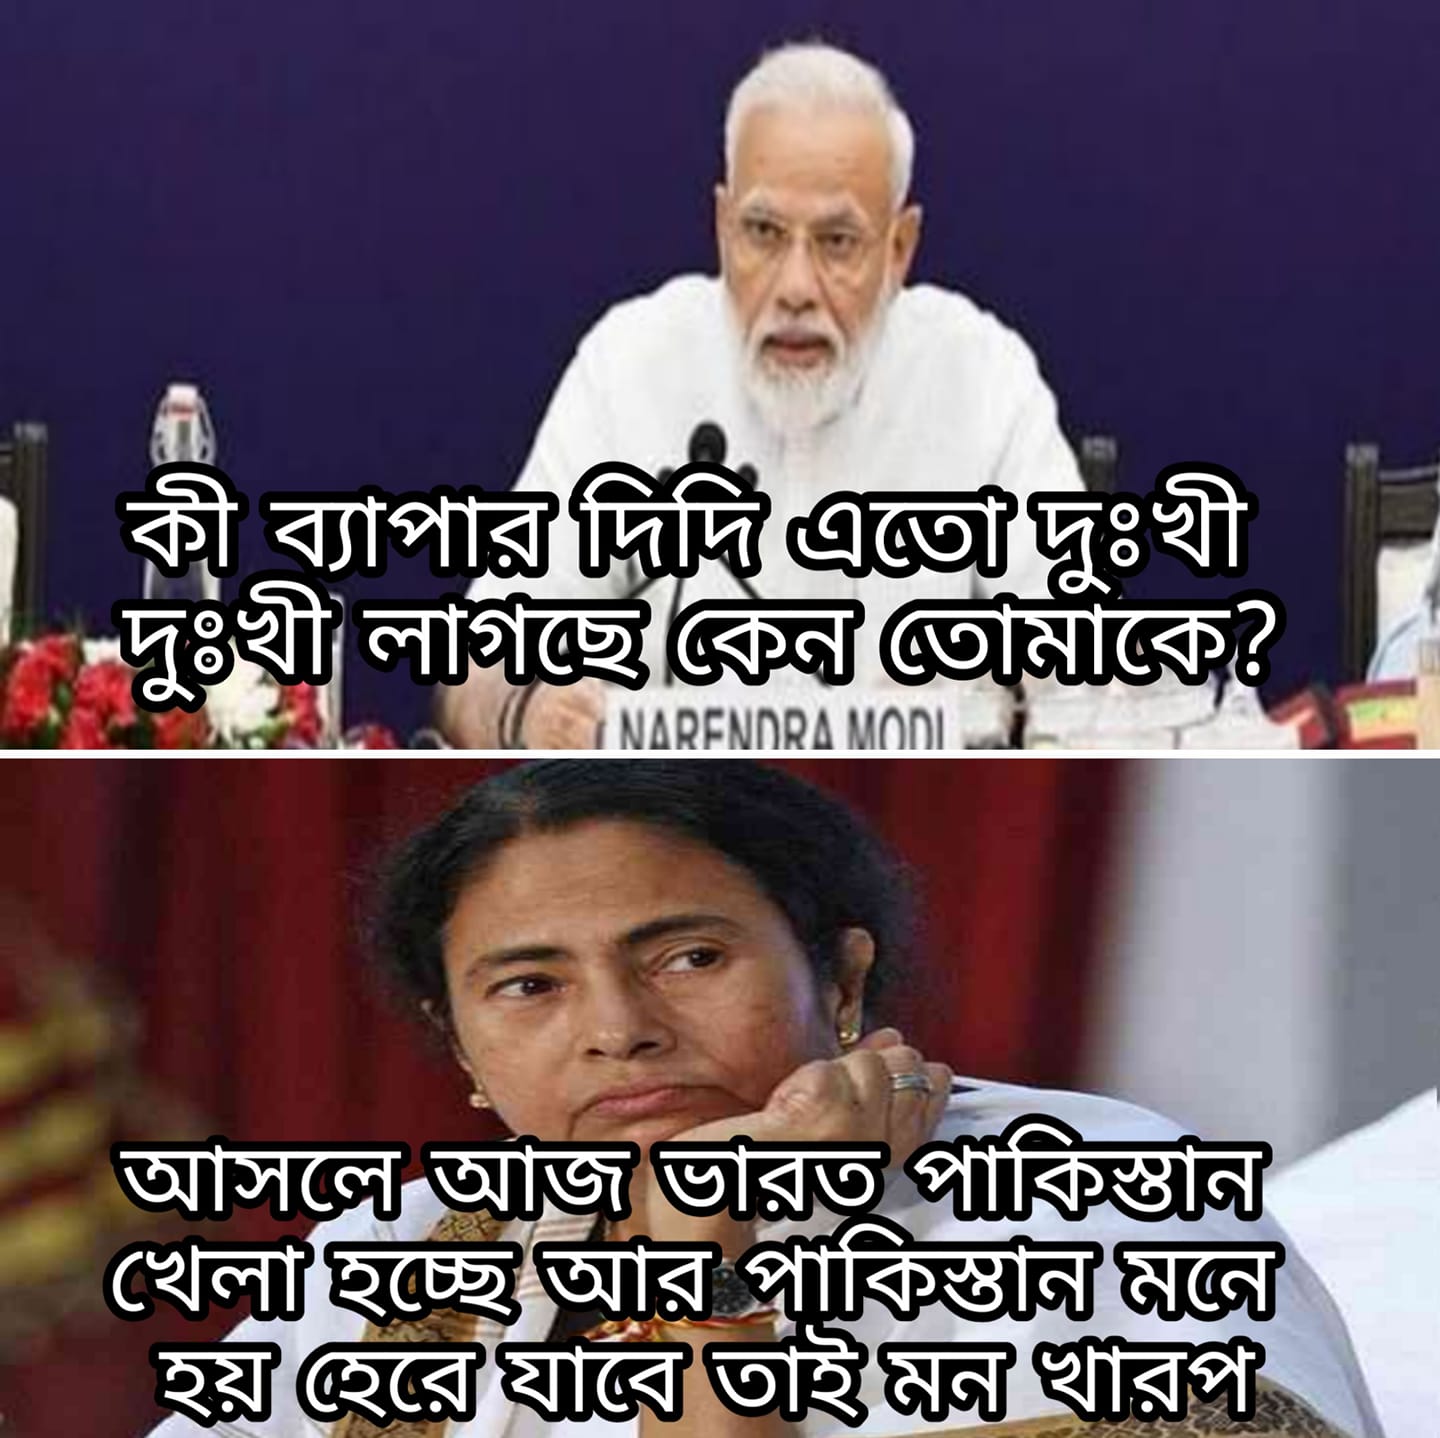 কী ব্যাপার দিদি এতো দুঃখী
দুঃখী লাগছে কেন তোমাকে?
NARENDRA MODI
আসলে আজ ভারত পাকিস্তান
খেলা হচ্ছে আর পাকিস্তান মনে
হয় হেরে যাবে তাই মন খারপ